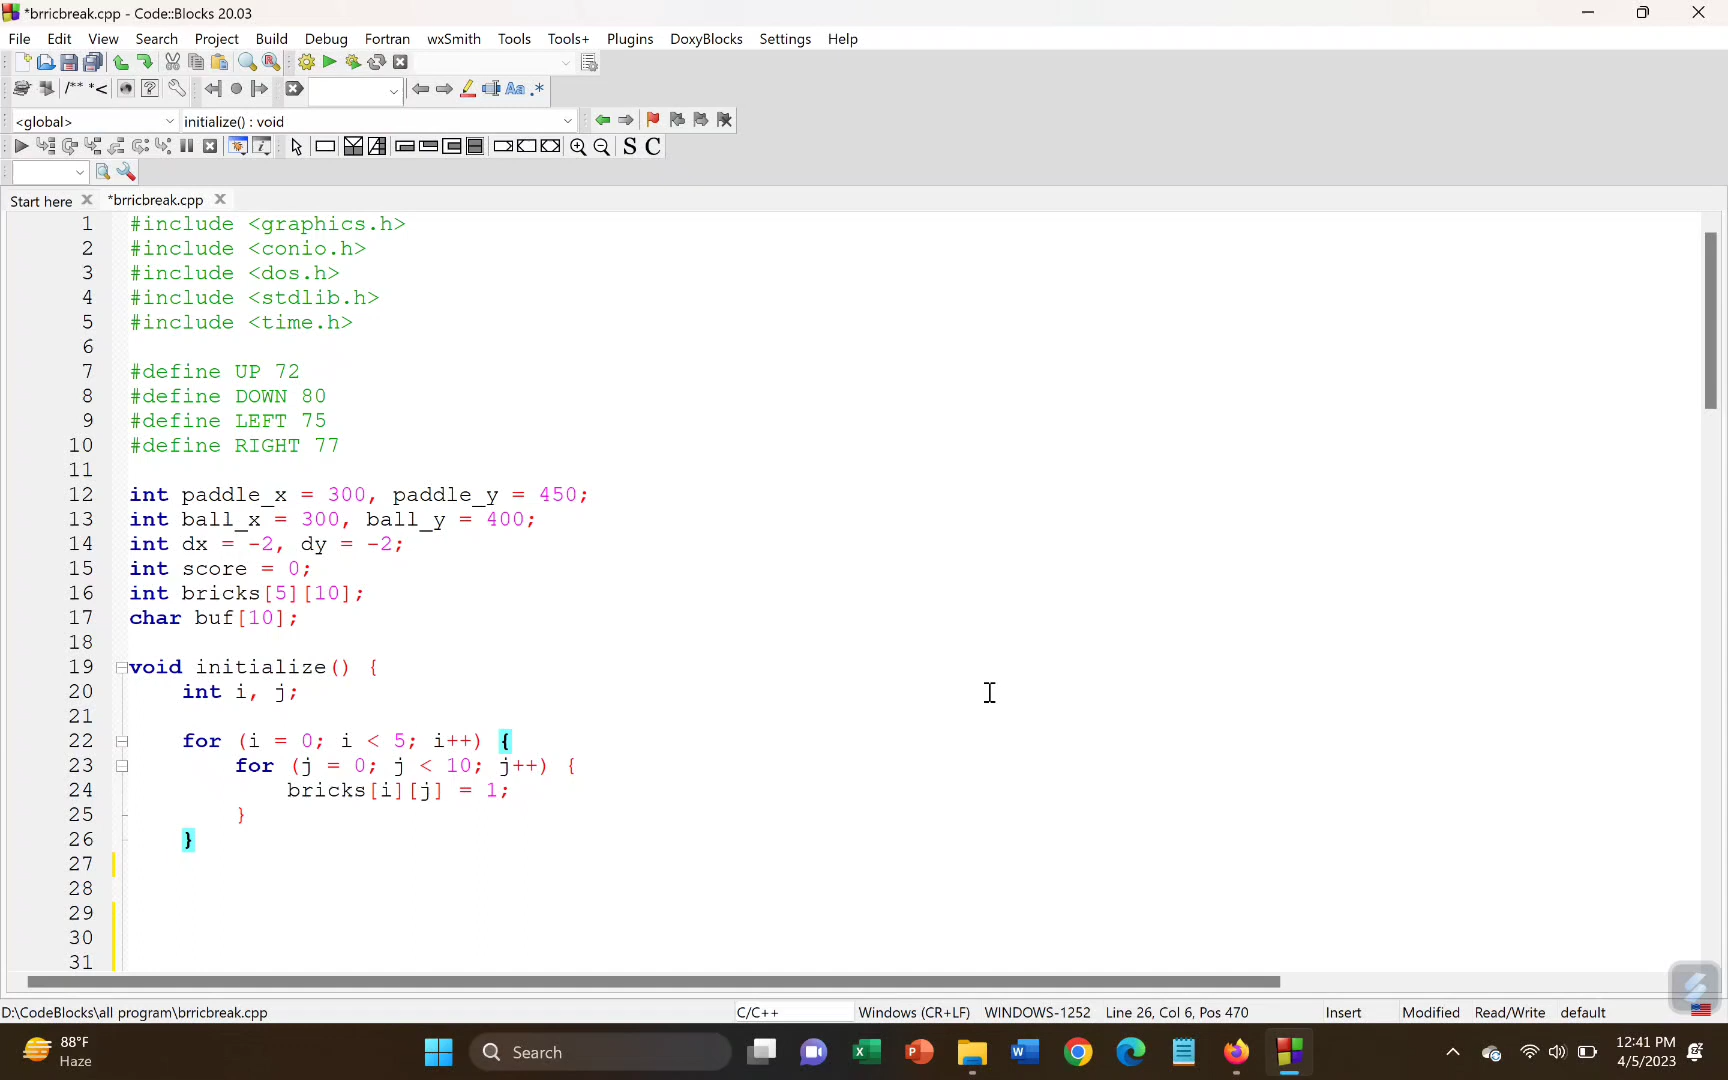 *brricbreak.cpp - Code::Blocks 20.03
File Edit View Search Project Build Debug Fortran wxSmith Tools Tools+ Plugins DoxyBlocks Settings Help
/** *<
Aa .*
<global> initialize() : void
S C
Start here *brricbreak.cpp
1 #include <graphics.h>
2 #include <conio.h>
3 #include <dos.h>
4 #include <stdlib.h>
5 #include <time.h>
6
7 #define UP 72
8 #define DOWN 80
9 #define LEFT 75
10 #define RIGHT 77
11
12 int paddle_x = 300, paddle_y = 450;
13 int ball_x = 300, ball_y = 400;
14 int dx = -2, dy = -2;
15 int score = 0;
16 int bricks[5][10];
17 char buf[10];
18
19 void initialize() {
20 int i, j;
21
22 for (i = 0; i < 5; i++) {
23 for (j = 0; j < 10; j++) {
24 bricks[i][j] = 1;
25 }
26 }
27
28
29
30
31
D:\CodeBlocks\all program\brricbreak.cpp C/C++ Windows (CR+LF) WINDOWS-1252 Line 26, Col 6, Pos 470 Insert Modified Read/Write default
88°F
Haze
Search
12:41 PM
4/5/2023